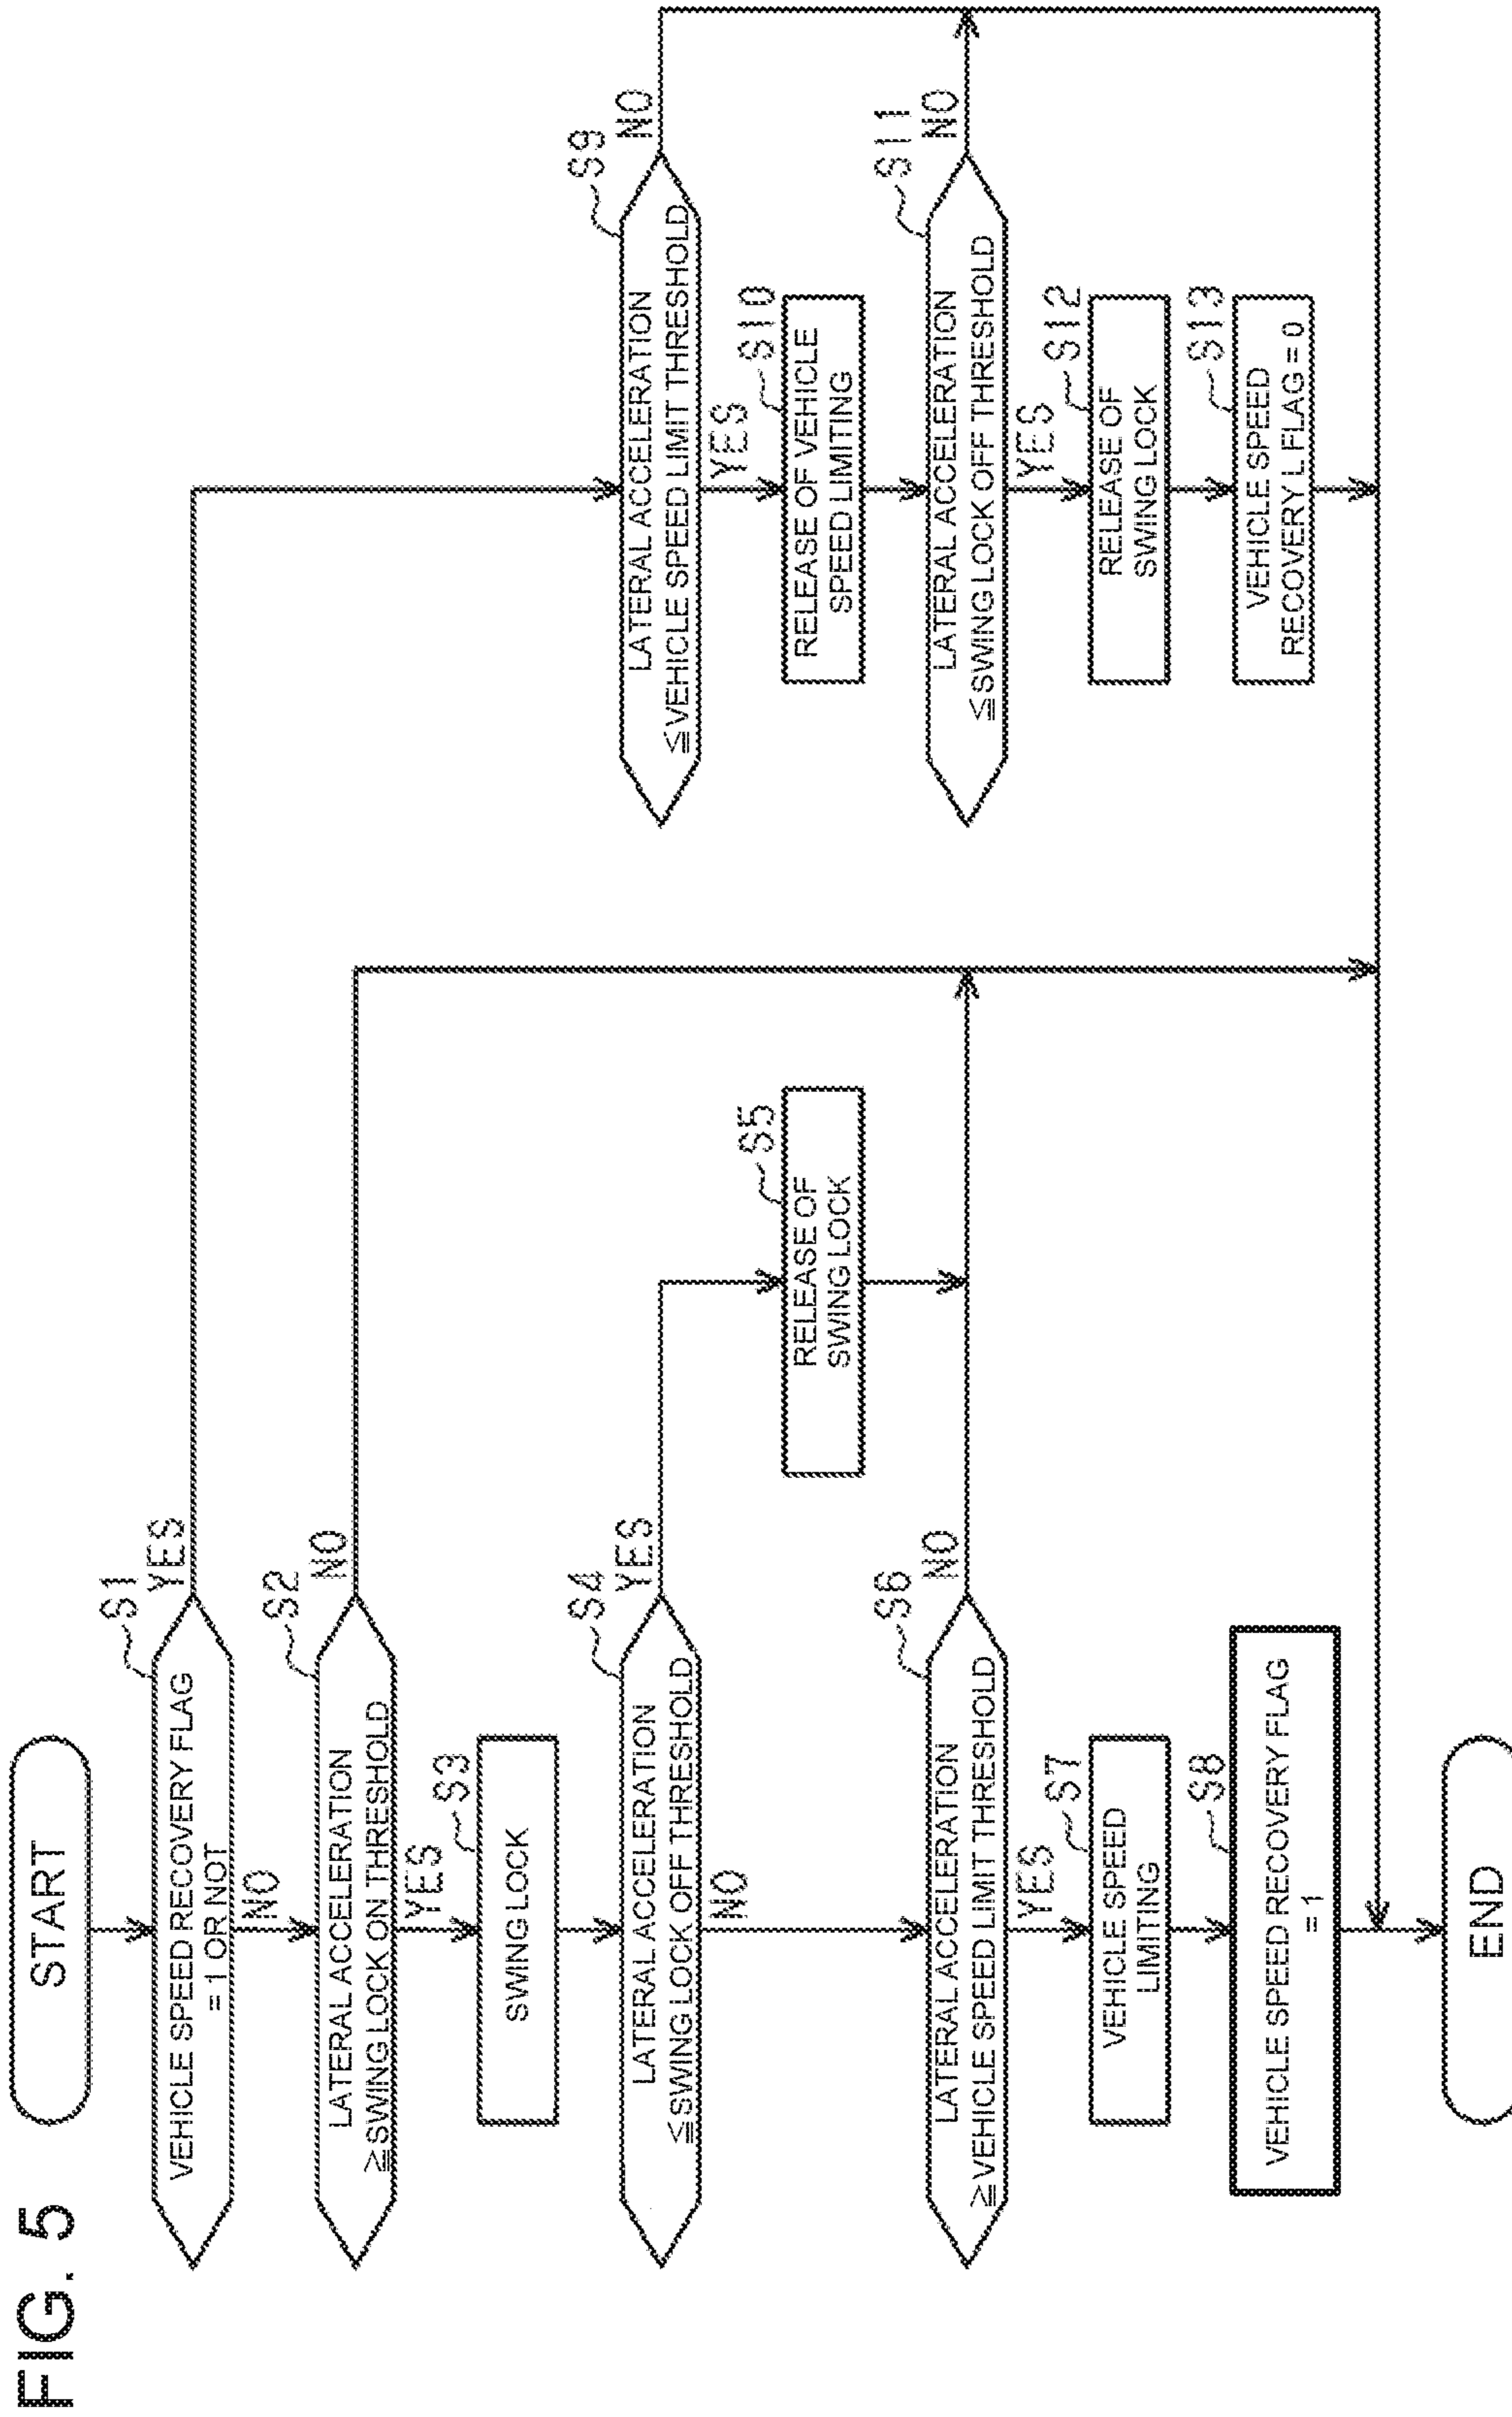 FIG. 5
START
S1
VEHICLE SPEED RECOVERY FLAG
= 1 OR NOT
YES
NO
S2
LATERAL ACCELERATION
≧SWING LOCK ON THRESHOLD
NO
YES
S3
SWING LOCK
S4
LATERAL ACCELERATION
≦SWING LOCK OFF THRESHOLD
YES
NO
S5
RELEASE OF
SWING LOCK
S6
LATERAL ACCELERATION
≧VEHICLE SPEED LIMIT THRESHOLD
NO
YES
S7
VEHICLE SPEED
LIMITING
S8
VEHICLE SPEED RECOVERY FLAG
= 1
S9
LATERAL ACCELERATION
≦VEHICLE SPEED LIMIT THRESHOLD
NO
YES
S10
RELEASE OF VEHICLE
SPEED LIMITING
S11
LATERAL ACCELERATION
≦SWING LOCK OFF THRESHOLD
NO
YES
S12
RELEASE OF
SWING LOCK
S13
VEHICLE SPEED
RECOVERY L FLAG = 0
END